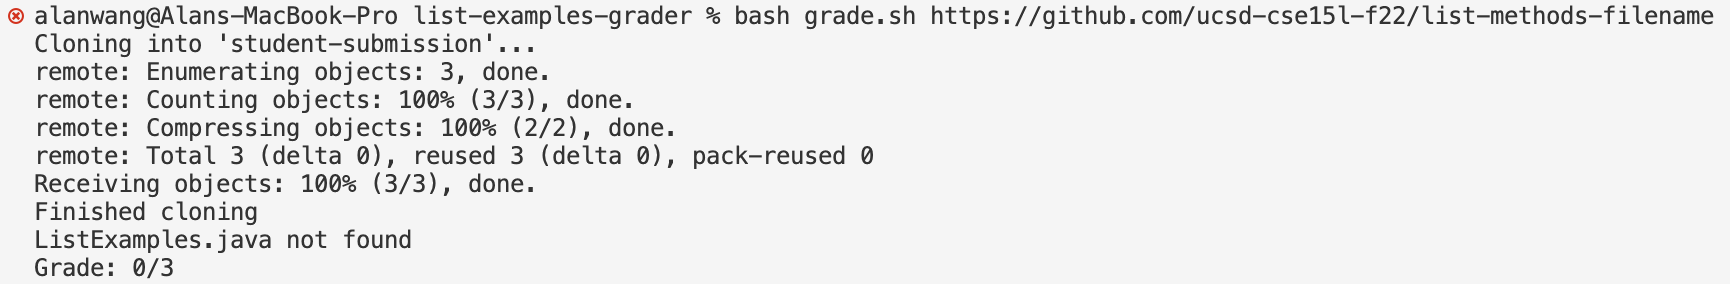 alanwang@Alans-MacBook-Pro list-examples-grader % bash grade.sh https://github.com/ucsd-cse15l-f22/list-methods-filename
Cloning into 'student-submission'...
remote: Enumerating objects: 3, done.
remote: Counting objects: 100% (3/3), done.
remote: Compressing objects: 100% (2/2), done.
remote: Total 3 (delta 0), reused 3 (delta 0), pack-reused 0
Receiving objects: 100% (3/3), done.
Finished cloning
ListExamples.java not found
Grade: 0/3